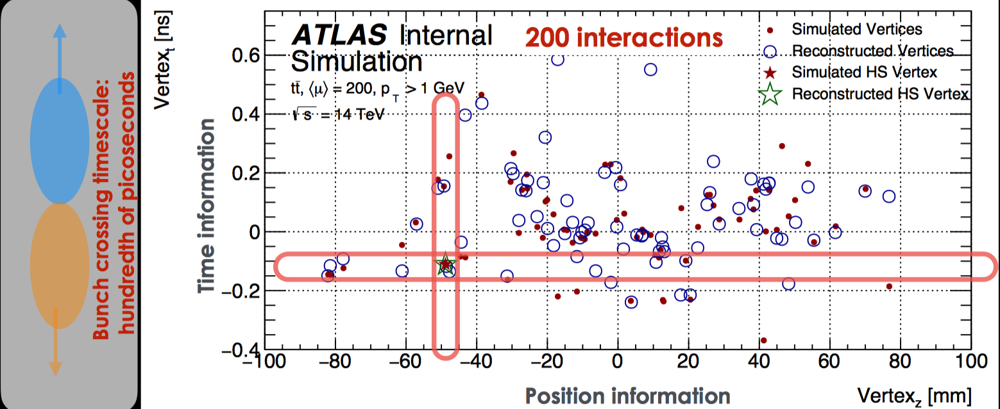 Bunch crossing timescale:
hundredth of picoseconds
Vertex_t [ns]
Time information
ATLAS Internal
Simulation
tt̄, ⟨μ⟩ = 200, p_T > 1 GeV
√s = 14 TeV
200 interactions
Simulated Vertices
Reconstructed Vertices
Simulated HS Vertex
Reconstructed HS Vertex
0.6
0.4
0.2
0
−0.2
−0.4
−100 −80 −60 −40 −20 0 20 40 60 80 100
Position information
Vertex_z [mm]